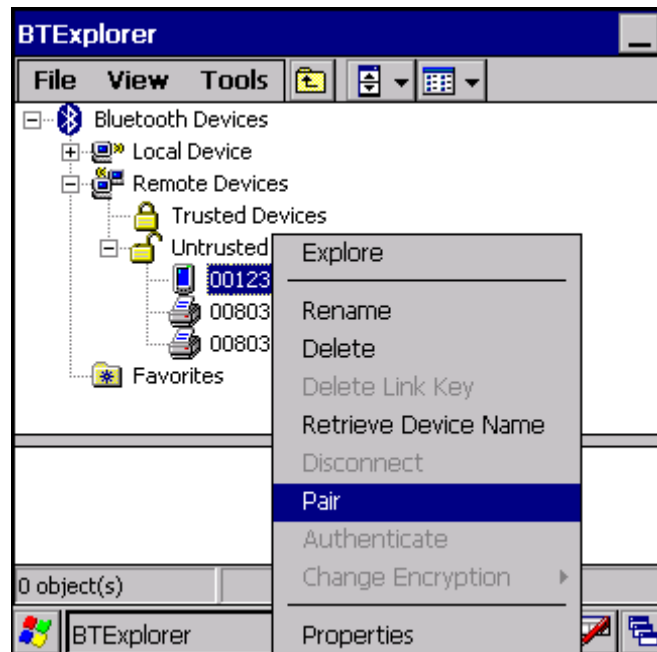 BTExplorer
File View Tools
Bluetooth Devices
Local Device
Remote Devices
Trusted Devices
Untrusted
00123
00803
00803
Favorites
Explore
Rename
Delete
Delete Link Key
Retrieve Device Name
Disconnect
Pair
Authenticate
Change Encryption
Properties
0 object(s)
BTExplorer